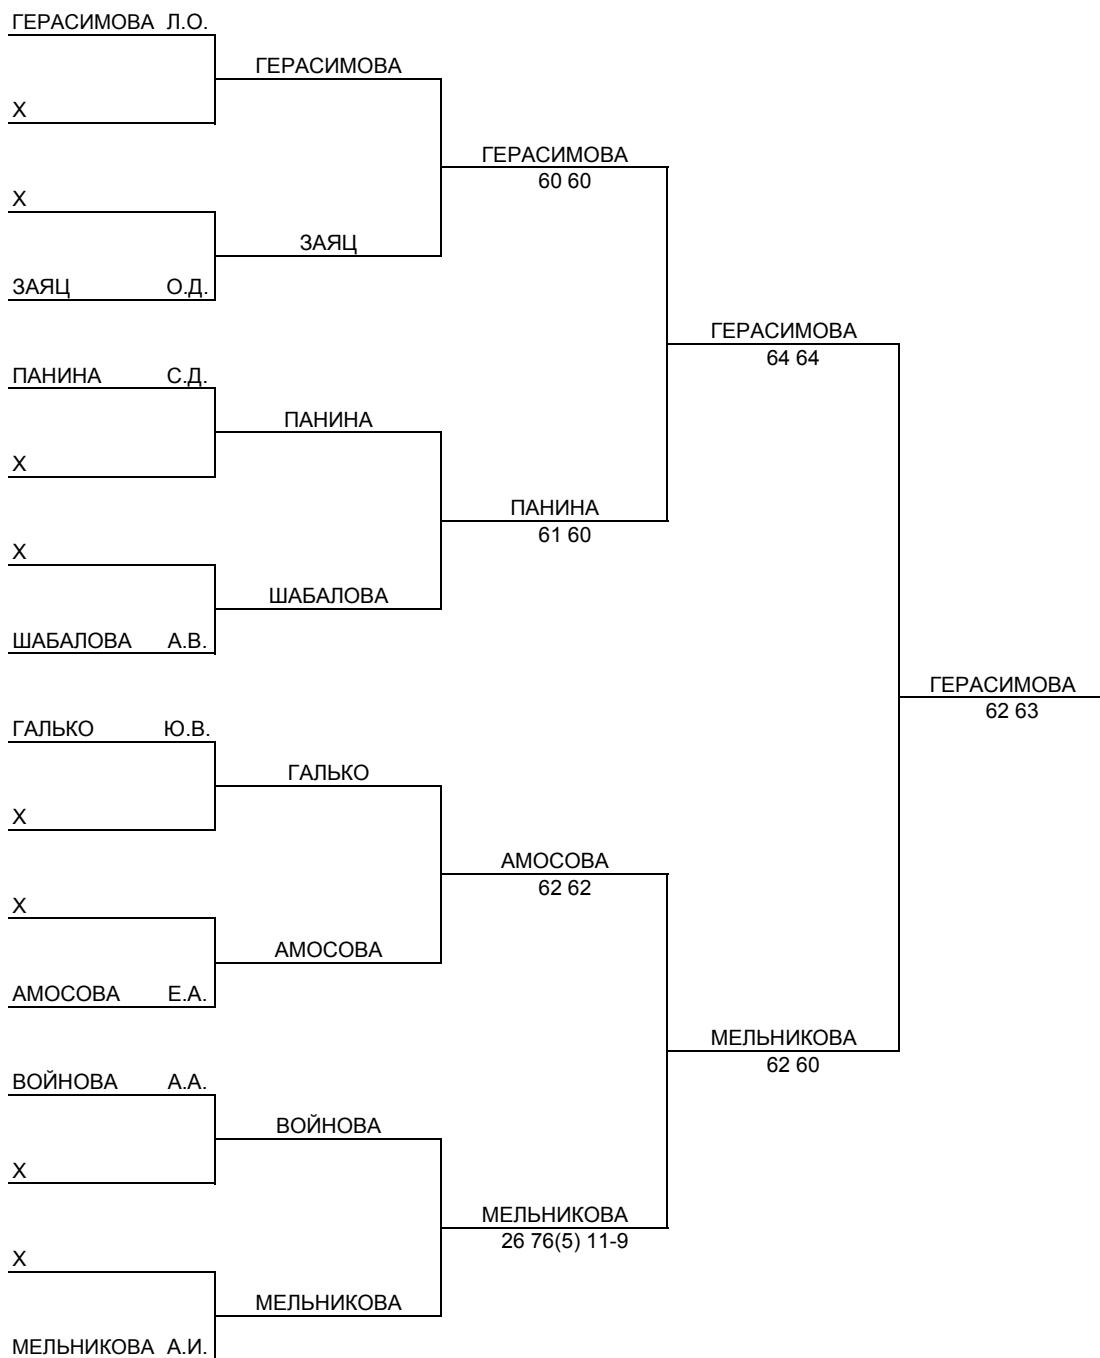 ГЕРАСИМОВА Л.О.
ГЕРАСИМОВА
Х
ГЕРАСИМОВА
60 60
Х
ЗАЯЦ
ЗАЯЦ О.Д.
ГЕРАСИМОВА
64 64
ПАНИНА С.Д.
ПАНИНА
Х
ПАНИНА
61 60
Х
ШАБАЛОВА
ШАБАЛОВА А.В.
ГЕРАСИМОВА
62 63
ГАЛЬКО Ю.В.
ГАЛЬКО
Х
АМОСОВА
62 62
Х
АМОСОВА
АМОСОВА Е.А.
МЕЛЬНИКОВА
62 60
ВОЙНОВА А.А.
ВОЙНОВА
Х
МЕЛЬНИКОВА
26 76(5) 11-9
Х
МЕЛЬНИКОВА
МЕЛЬНИКОВА А.И.